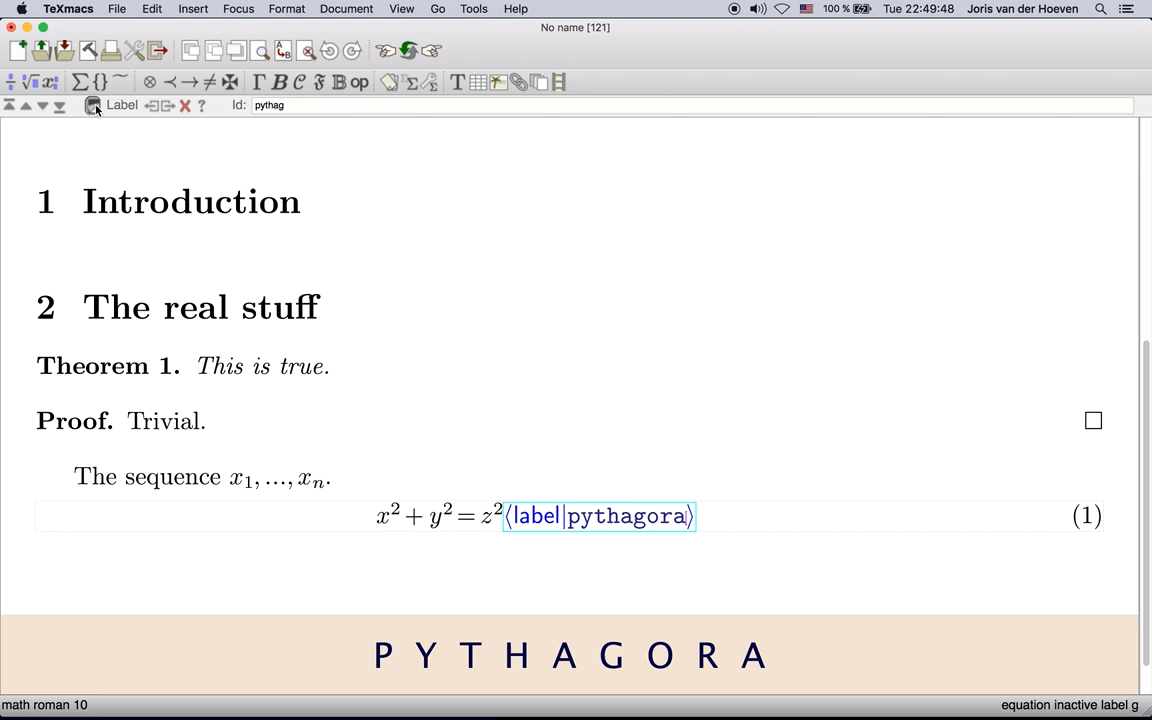 TeXmacs File Edit Insert Focus Format Document View Go Tools Help 100 % Tue 22:49:48 Joris van der Hoeven
No name [121]
Label Id: pythag
1 Introduction
2 The real stuff
Theorem 1. This is true.
Proof. Trivial. □
The sequence x₁, ..., xₙ.
x² + y² = z²⟨label|pythagora⟩ (1)
PYTHAGORA
math roman 10 equation inactive label g